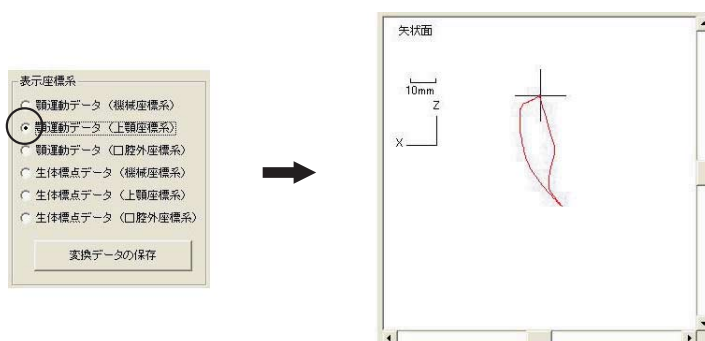 表示座標系
顎運動データ（機械座標系）
顎運動データ（上顎座標系）
顎運動データ（口腔外座標系）
生体標点データ（機械座標系）
生体標点データ（上顎座標系）
生体標点データ（口腔外座標系）
変換データの保存
矢状面
10mm
Z
X